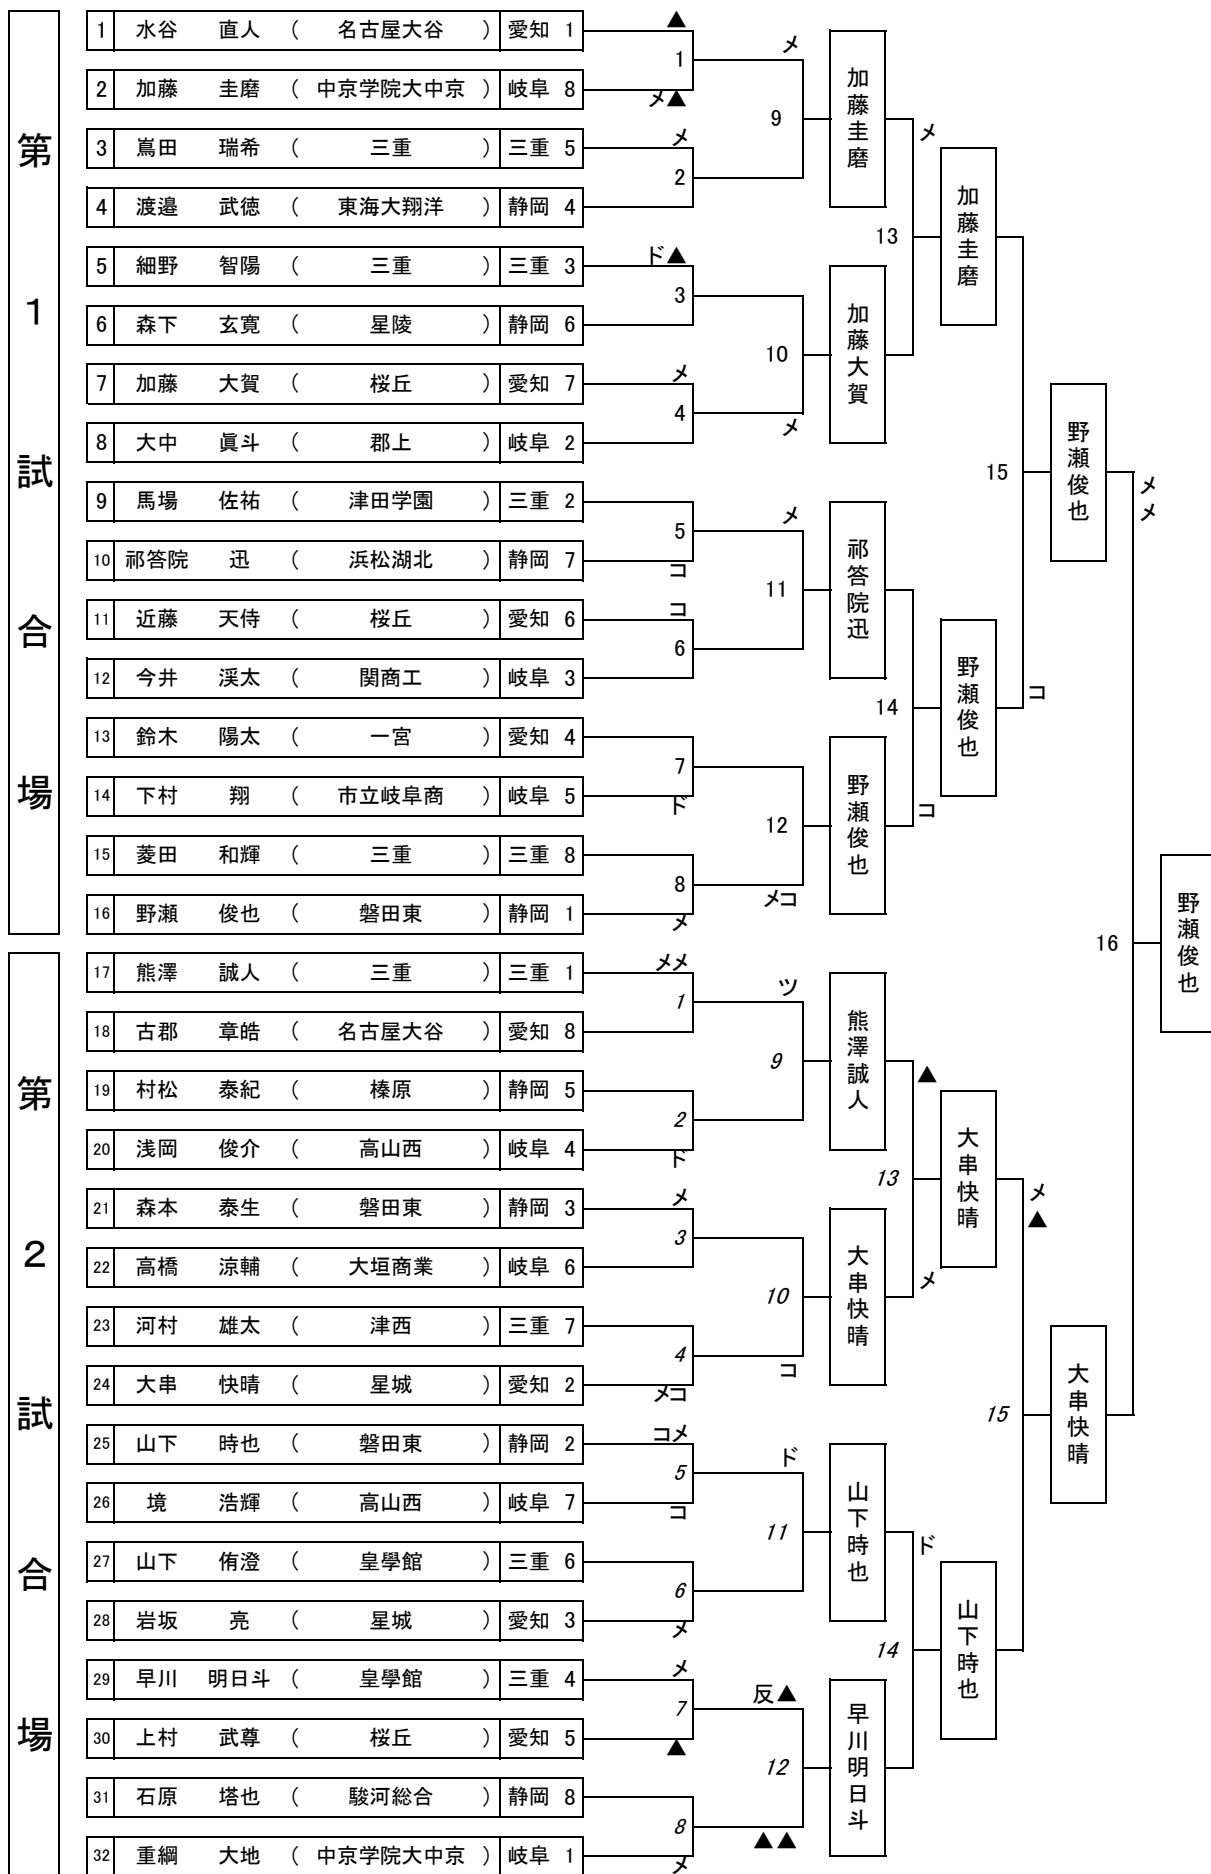 第1試合場
1 水谷 直人 ( 名古屋大谷 ) 愛知 1
2 加藤 圭磨 ( 中京学院大中京 ) 岐阜 8
3 嶌田 瑞希 ( 三重 ) 三重 5
4 渡邉 武徳 ( 東海大翔洋 ) 静岡 4
5 細野 智陽 ( 三重 ) 三重 3
6 森下 玄寛 ( 星陵 ) 静岡 6
7 加藤 大賀 ( 桜丘 ) 愛知 7
8 大中 眞斗 ( 郡上 ) 岐阜 2
9 馬場 佐祐 ( 津田学園 ) 三重 2
10 祁答院 迅 ( 浜松湖北 ) 静岡 7
11 近藤 天侍 ( 桜丘 ) 愛知 6
12 今井 渓太 ( 関商工 ) 岐阜 3
13 鈴木 陽太 ( 一宮 ) 愛知 4
14 下村 翔 ( 市立岐阜商 ) 岐阜 5
15 菱田 和輝 ( 三重 ) 三重 8
16 野瀬 俊也 ( 磐田東 ) 静岡 1
▲
1
メ▲
メ
2
ド▲
3
メ
4
5
コ
コ
6
7
ド
8
メ
メ
9
10
メ
メ
11
12
メコ
加藤圭磨
加藤大賀
祁答院迅
野瀬俊也
メ
13
14
コ
加藤圭磨
野瀬俊也
15
コ
野瀬俊也
メ
メ
第2試合場
17 熊澤 誠人 ( 三重 ) 三重 1
18 古郡 章皓 ( 名古屋大谷 ) 愛知 8
19 村松 泰紀 ( 榛原 ) 静岡 5
20 浅岡 俊介 ( 高山西 ) 岐阜 4
21 森本 泰生 ( 磐田東 ) 静岡 3
22 高橋 涼輔 ( 大垣商業 ) 岐阜 6
23 河村 雄太 ( 津西 ) 三重 7
24 大串 快晴 ( 星城 ) 愛知 2
25 山下 時也 ( 磐田東 ) 静岡 2
26 境 浩輝 ( 高山西 ) 岐阜 7
27 山下 侑澄 ( 皇學館 ) 三重 6
28 岩坂 亮 ( 星城 ) 愛知 3
29 早川 明日斗 ( 皇學館 ) 三重 4
30 上村 武尊 ( 桜丘 ) 愛知 5
31 石原 塔也 ( 駿河総合 ) 静岡 8
32 重綱 大地 ( 中京学院大中京 ) 岐阜 1
メメ
1
2
ド
メ
3
4
メコ
コメ
5
コ
6
メ
メ
7
▲
8
メ
ツ
9
10
コ
ド
11
反▲
12
▲▲
熊澤誠人
大串快晴
山下時也
早川明日斗
▲
13
メ
ド
14
大串快晴
山下時也
メ
▲
15
大串快晴
16
野瀬俊也